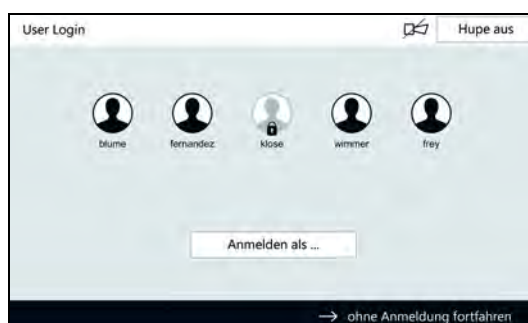 User Login
Hupe aus
blume fernandez klose wimmer frey
Anmelden als ...
→ ohne Anmeldung fortfahren